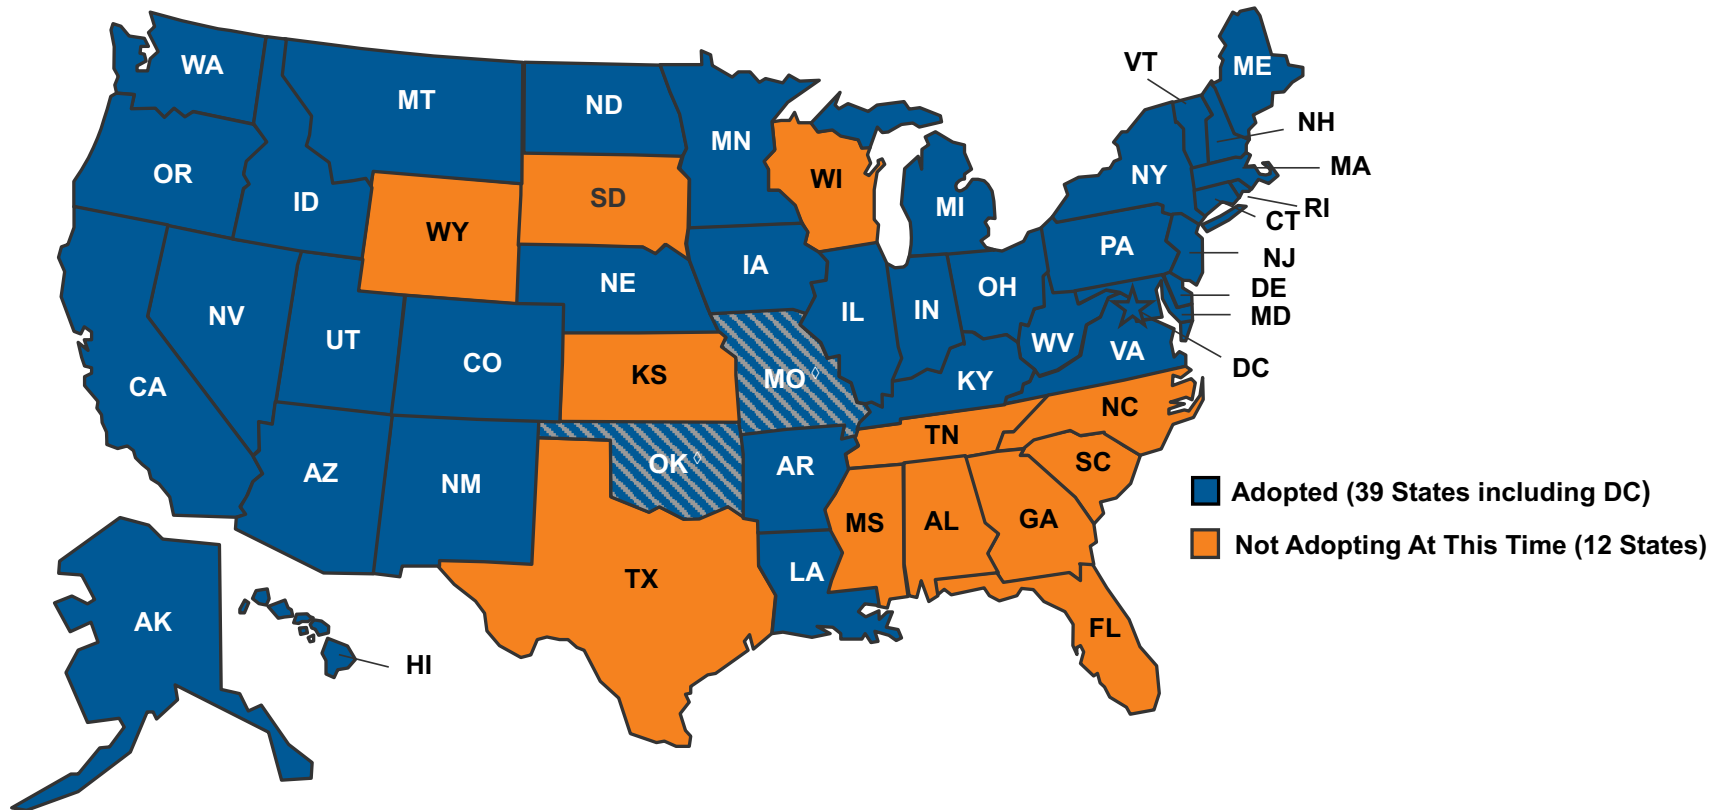 WA
MT
ND
MN
VT
ME
NH
MA
OR
ID
WY
SD
WI
MI
NY
RI
CT
NJ
PA
IA
NE
OH
DE
MD
NV
UT
CO
IL
IN
WV
VA
DC
CA
KS
MO◊
KY
NC
TN
SC
AZ
NM
OK◊
AR
MS
AL
GA
Adopted (39 States including DC)
Not Adopting At This Time (12 States)
TX
LA
AK
HI
FL